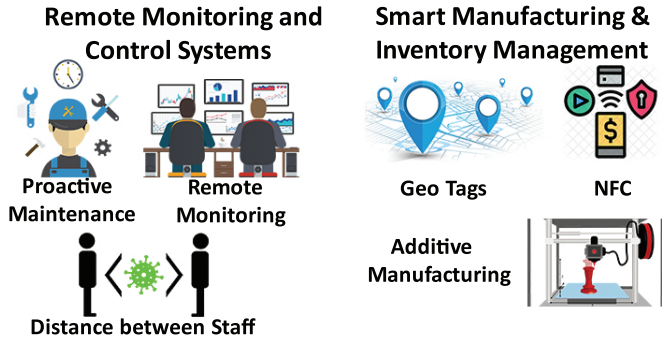 Remote Monitoring and
Control Systems
Proactive
Maintenance
Remote
Monitoring
Distance between Staff
Smart Manufacturing &
Inventory Management
Geo Tags
NFC
$
Additive
Manufacturing